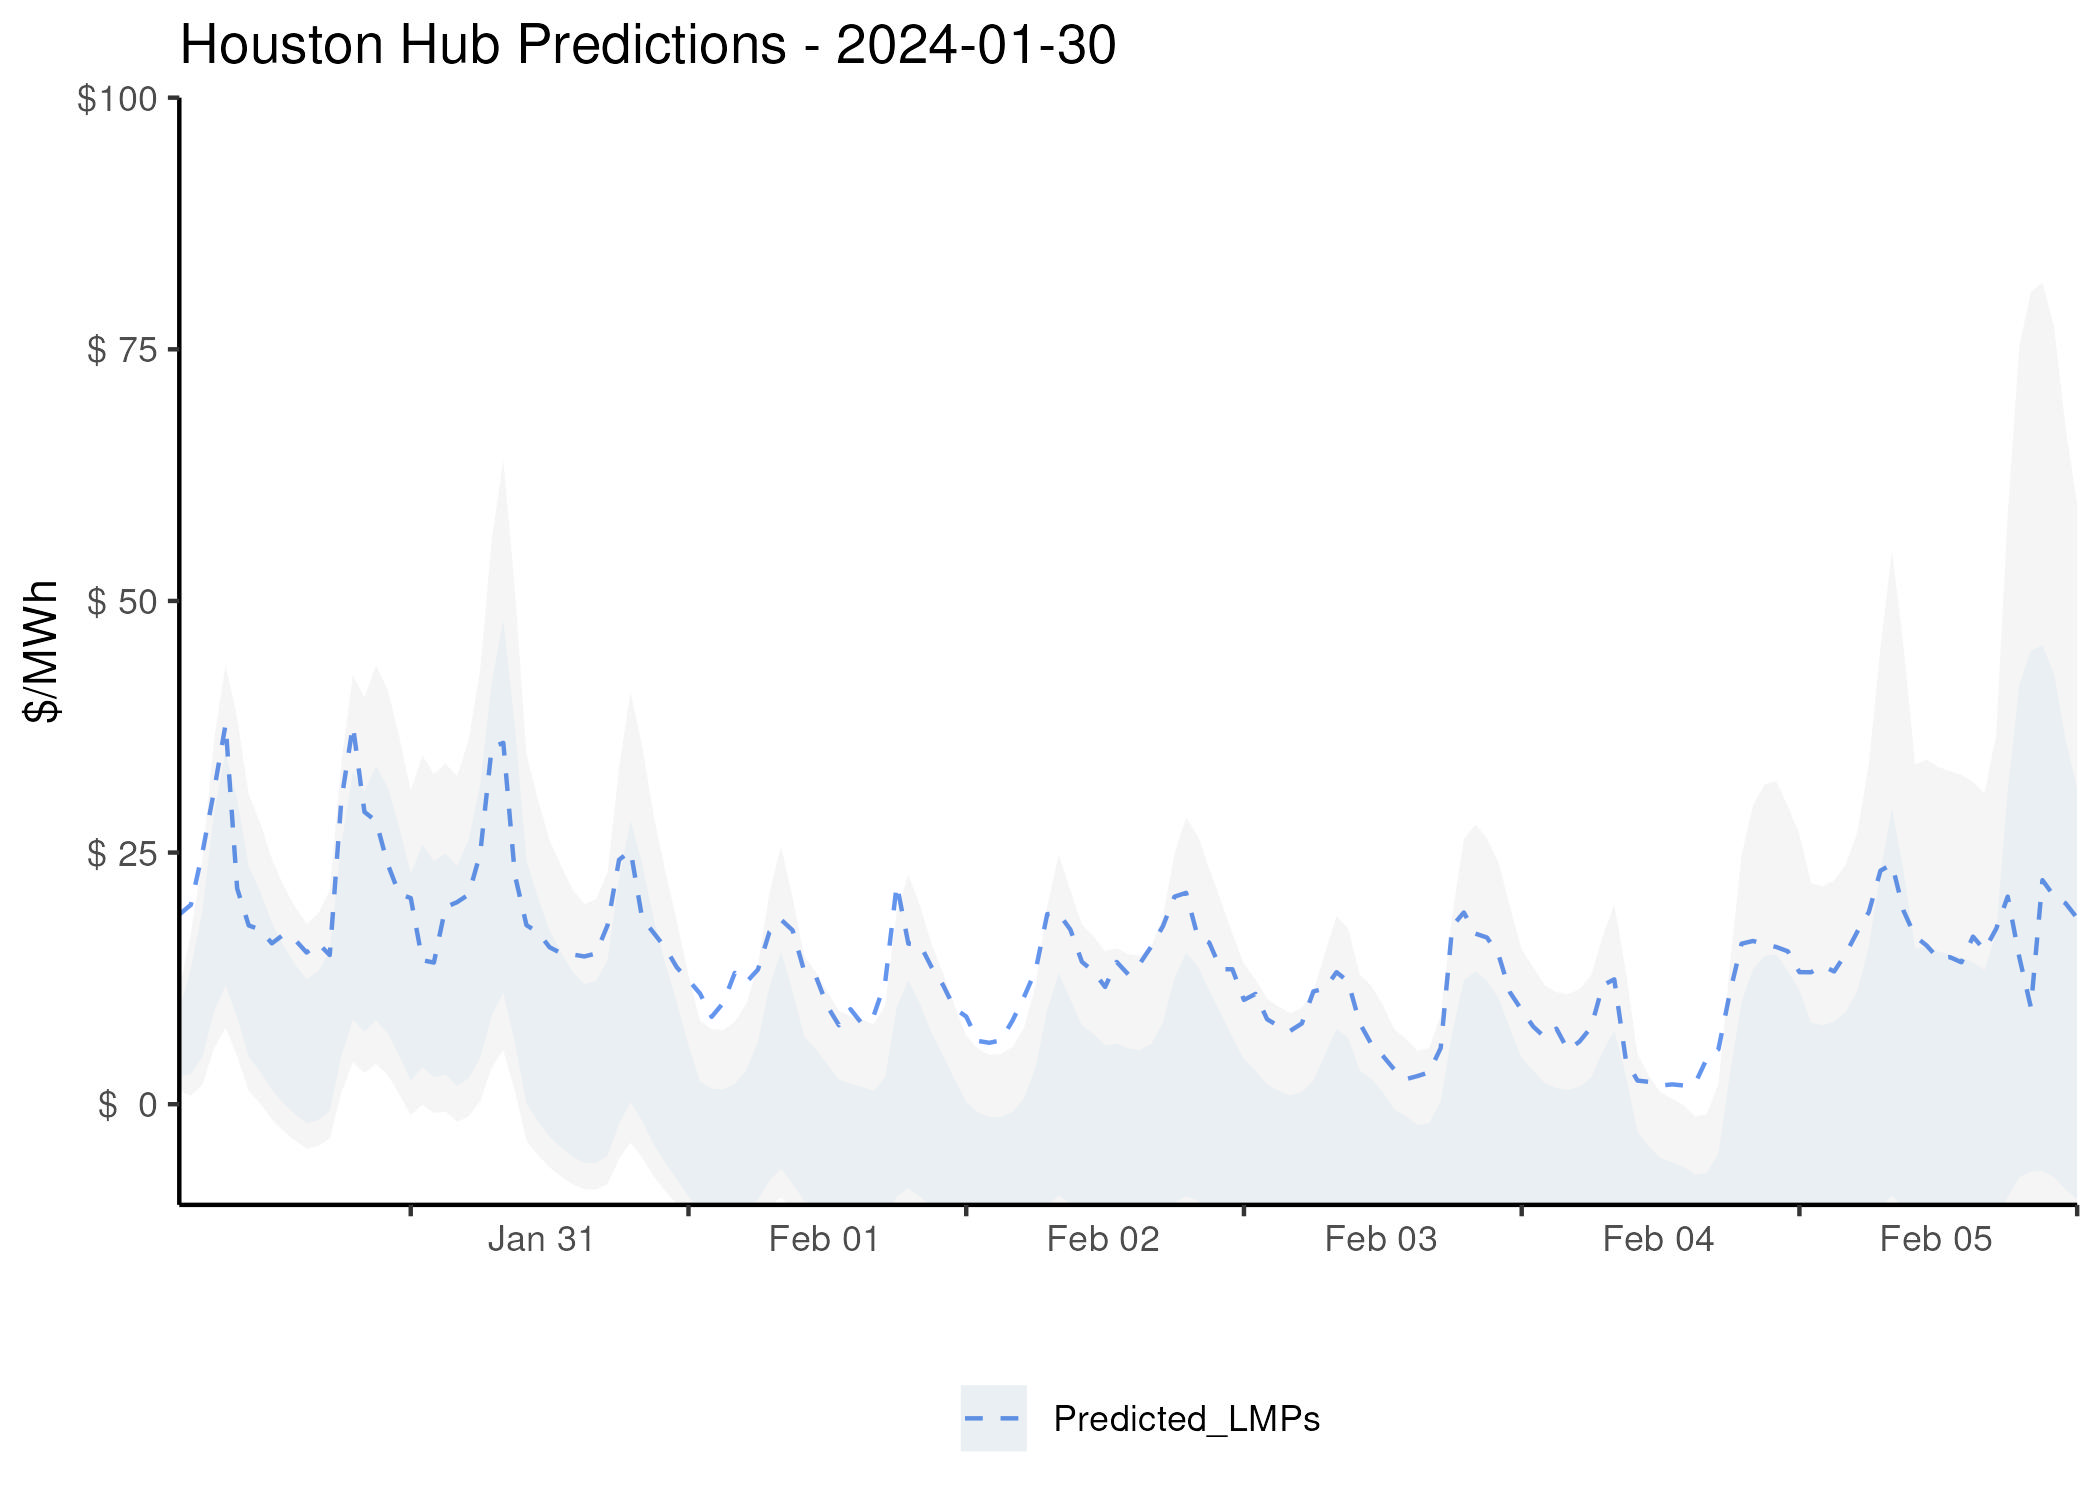 Houston Hub Predictions - 2024-01-30
$100
$ 75
$ 50
$ 25
$ 0
$/MWh
Jan 31 Feb 01 Feb 02 Feb 03 Feb 04 Feb 05
Predicted_LMPs